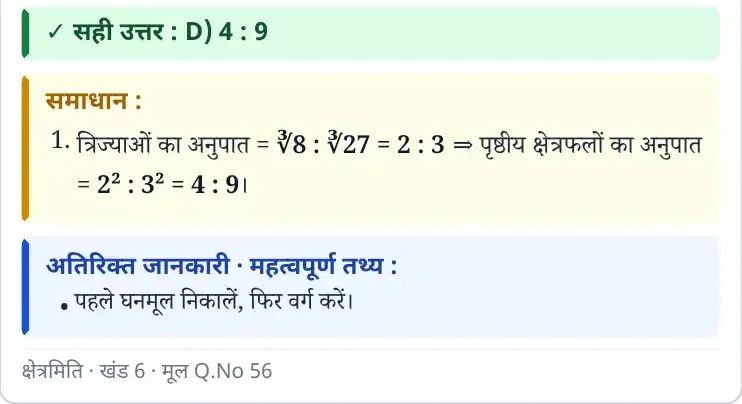 ✓ सही उत्तर : D) 4 : 9
समाधान :
1. त्रिज्याओं का अनुपात = ∛8 : ∛27 = 2 : 3 ⇒ पृष्ठीय क्षेत्रफलों का अनुपात
= 2² : 3² = 4 : 9।
अतिरिक्त जानकारी · महत्वपूर्ण तथ्य :
• पहले घनमूल निकालें, फिर वर्ग करें।
क्षेत्रमिति · खंड 6 · मूल Q.No 56